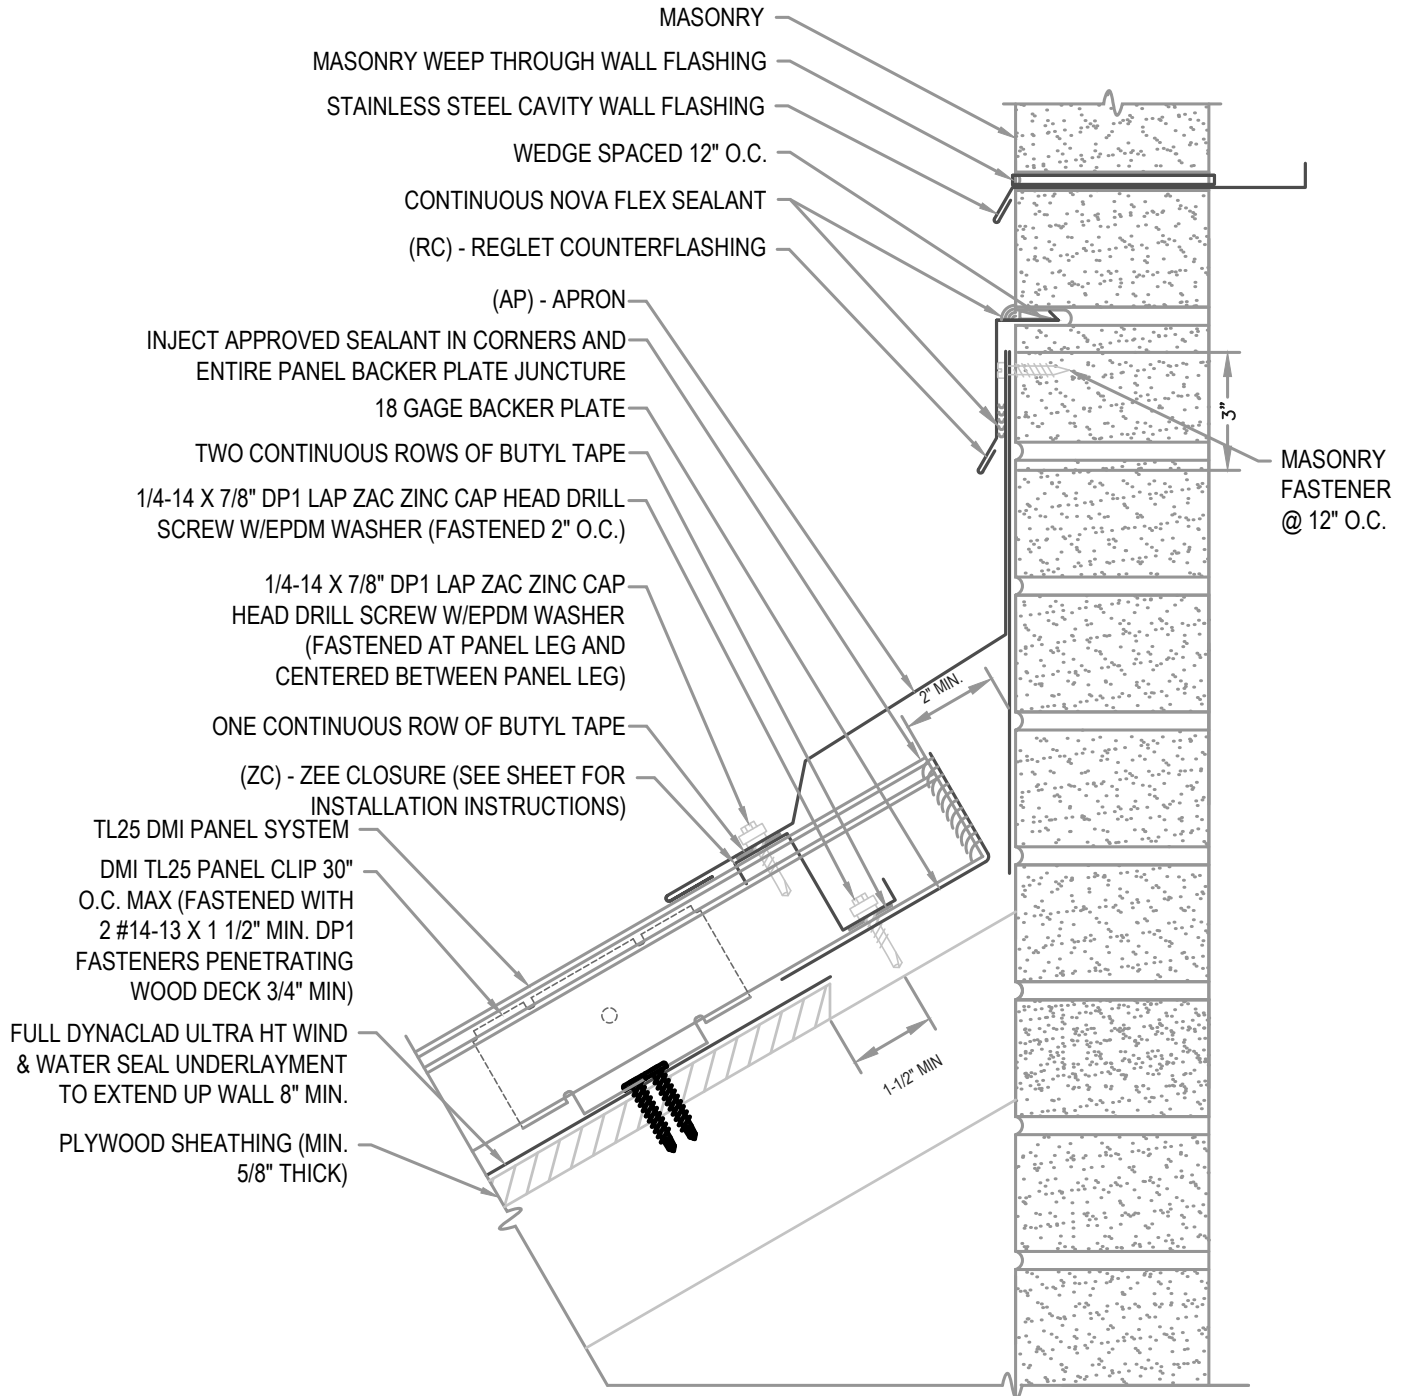 MASONRY
MASONRY WEEP THROUGH WALL FLASHING
STAINLESS STEEL CAVITY WALL FLASHING
WEDGE SPACED 12" O.C.
CONTINUOUS NOVA FLEX SEALANT
(RC) - REGLET COUNTERFLASHING
(AP) - APRON
INJECT APPROVED SEALANT IN CORNERS AND
ENTIRE PANEL BACKER PLATE JUNCTURE
18 GAGE BACKER PLATE
TWO CONTINUOUS ROWS OF BUTYL TAPE
1/4-14 X 7/8" DP1 LAP ZAC ZINC CAP HEAD DRILL
SCREW W/EPDM WASHER (FASTENED 2" O.C.)
1/4-14 X 7/8" DP1 LAP ZAC ZINC CAP
HEAD DRILL SCREW W/EPDM WASHER
(FASTENED AT PANEL LEG AND
CENTERED BETWEEN PANEL LEG)
ONE CONTINUOUS ROW OF BUTYL TAPE
(ZC) - ZEE CLOSURE (SEE SHEET FOR
INSTALLATION INSTRUCTIONS)
TL25 DMI PANEL SYSTEM
DMI TL25 PANEL CLIP 30"
O.C. MAX (FASTENED WITH
2 #14-13 X 1 1/2" MIN. DP1
FASTENERS PENETRATING
WOOD DECK 3/4" MIN)
FULL DYNACLAD ULTRA HT WIND
& WATER SEAL UNDERLAYMENT
TO EXTEND UP WALL 8" MIN.
PLYWOOD SHEATHING (MIN.
5/8" THICK)
3"
MASONRY
FASTENER
@ 12" O.C.
2" MIN.
1-1/2" MIN